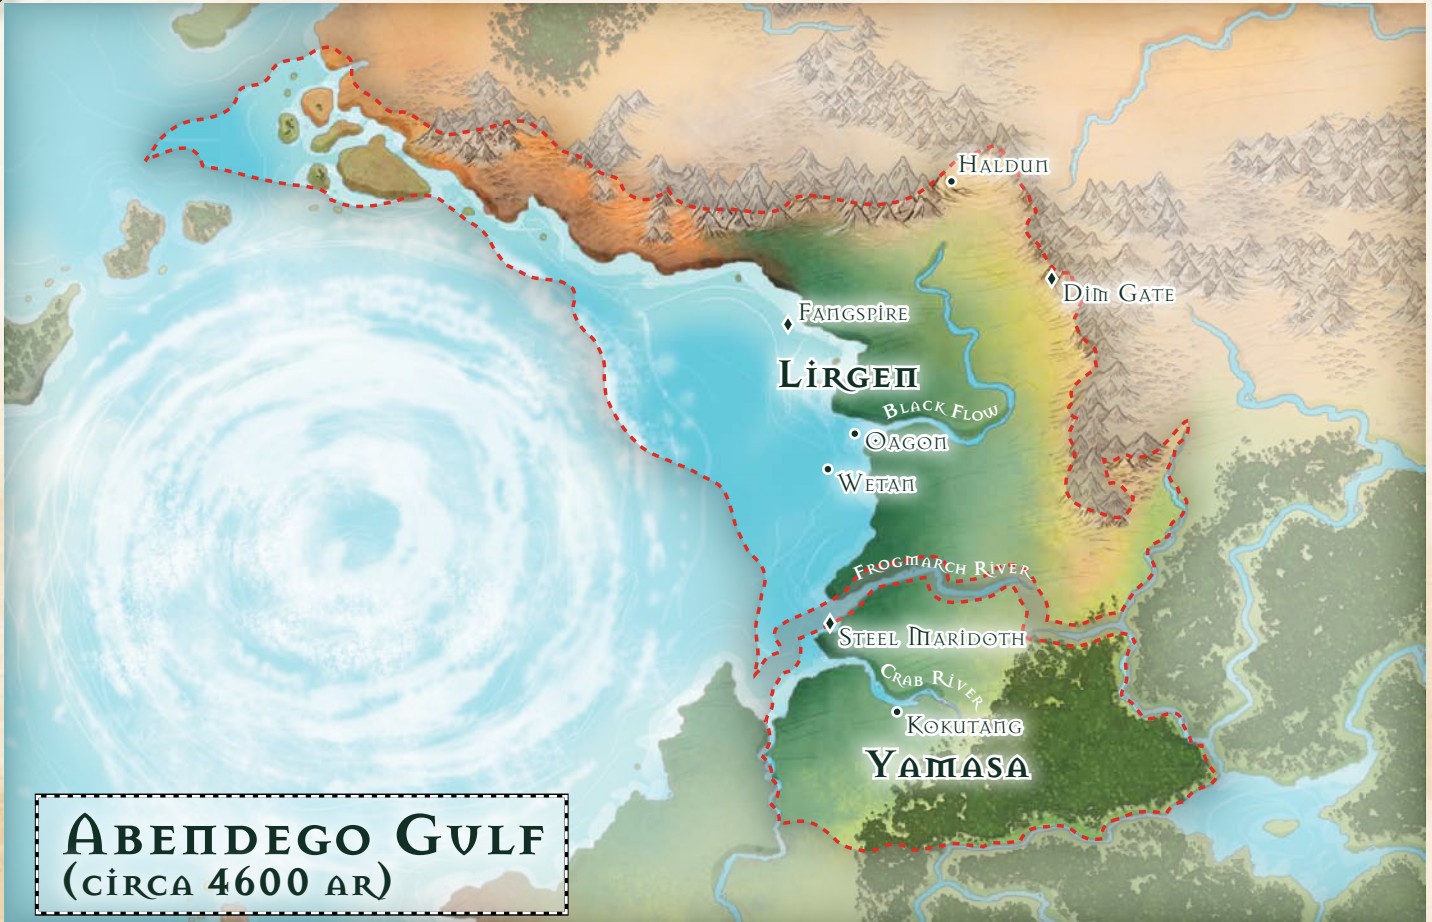 Haldun
Dim Gate
Fangspire
Lirgen
Black Flow
Oagon
Wetan
Frogmarch River
Steel Maridoth
Crab River
Kokutang
Yamasa
Abendego Gulf
(circa 4600 ar)